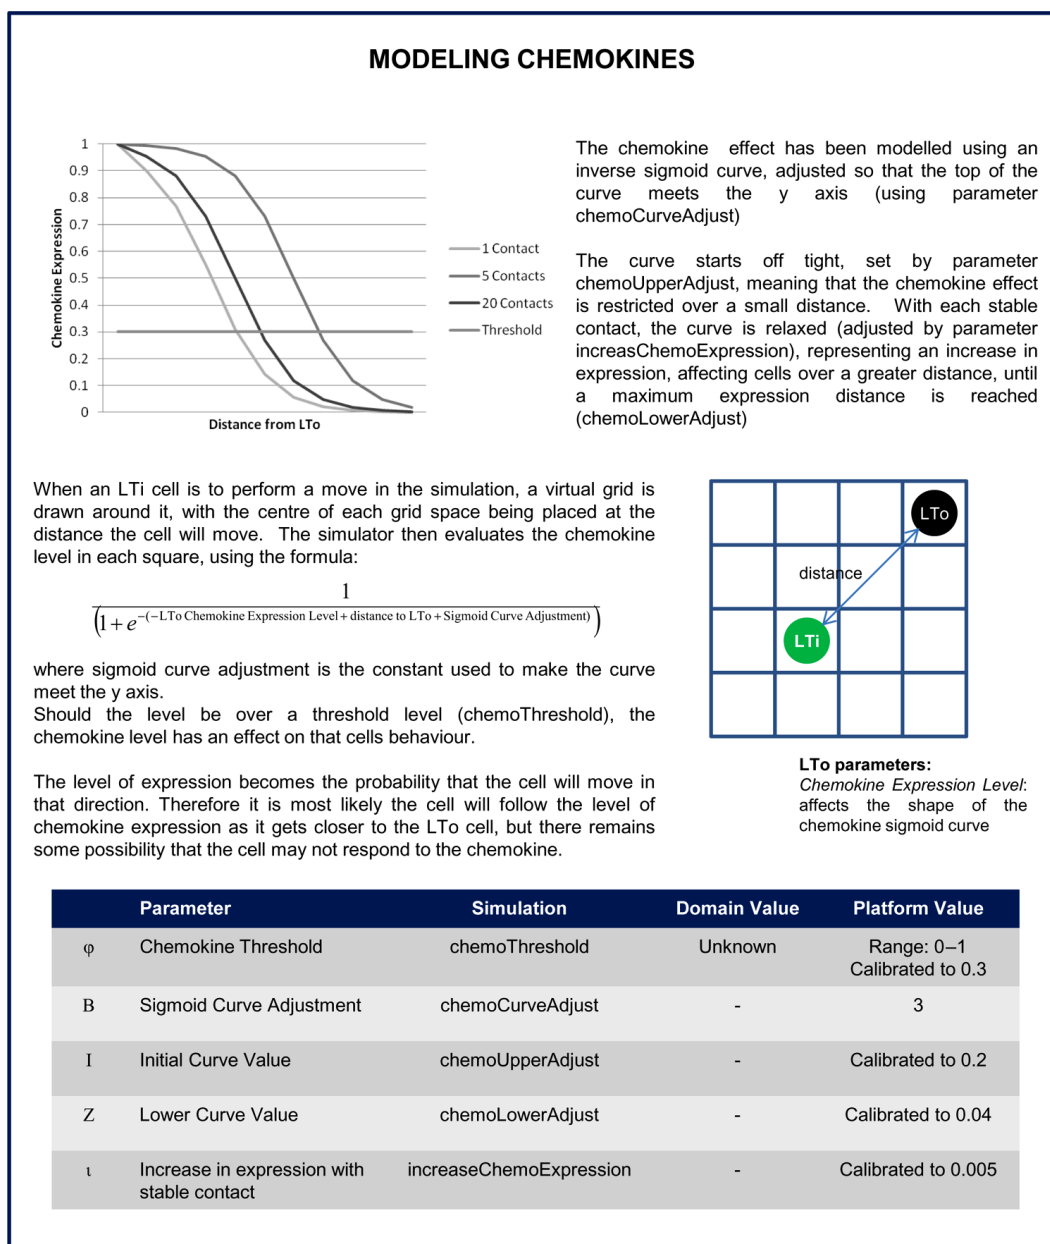 MODELING CHEMOKINES
1
0.9
0.8
0.7
0.6
0.5
0.4
0.3
0.2
0.1
0
Chemokine Expression
Distance from LTo
1 Contact
5 Contacts
20 Contacts
Threshold
The chemokine effect has been modelled using an
inverse sigmoid curve, adjusted so that the top of the
curve meets the y axis (using parameter
chemoCurveAdjust)
The curve starts off tight, set by parameter
chemoUpperAdjust, meaning that the chemokine effect
is restricted over a small distance. With each stable
contact, the curve is relaxed (adjusted by parameter
increasChemoExpression), representing an increase in
expression, affecting cells over a greater distance, until
a maximum expression distance is reached
(chemoLowerAdjust)
When an LTi cell is to perform a move in the simulation, a virtual grid is
drawn around it, with the centre of each grid space being placed at the
distance the cell will move. The simulator then evaluates the chemokine
level in each square, using the formula:
1
(1 + e^-(-LTo Chemokine Expression Level + distance to LTo + Sigmoid Curve Adjustment))
where sigmoid curve adjustment is the constant used to make the curve
meet the y axis.
Should the level be over a threshold level (chemoThreshold), the
chemokine level has an effect on that cells behaviour.
The level of expression becomes the probability that the cell will move in
that direction. Therefore it is most likely the cell will follow the level of
chemokine expression as it gets closer to the LTo cell, but there remains
some possibility that the cell may not respond to the chemokine.
LTo
distance
LTi
LTo parameters:
Chemokine Expression Level:
affects the shape of the
chemokine sigmoid curve
Parameter Simulation Domain Value Platform Value
φ Chemokine Threshold chemoThreshold Unknown Range: 0–1
Calibrated to 0.3
B Sigmoid Curve Adjustment chemoCurveAdjust - 3
I Initial Curve Value chemoUpperAdjust - Calibrated to 0.2
Z Lower Curve Value chemoLowerAdjust - Calibrated to 0.04
ι Increase in expression with increaseChemoExpression - Calibrated to 0.005
stable contact